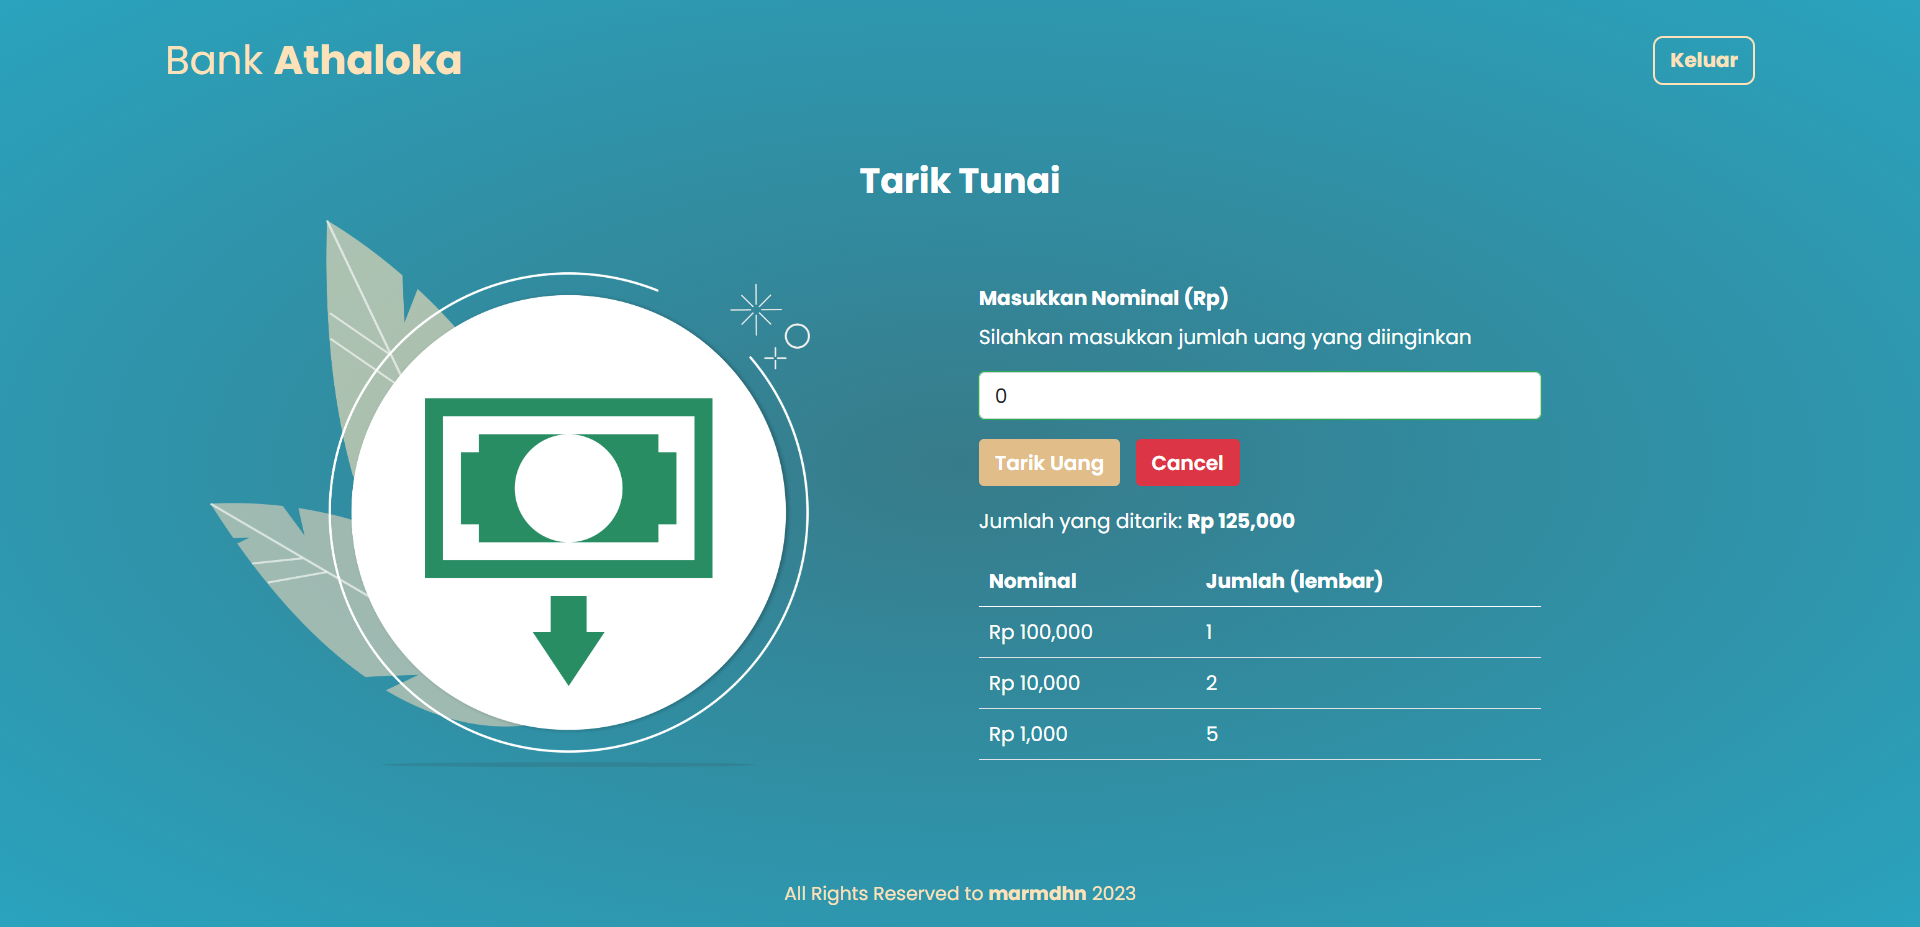 Bank Athaloka
Keluar
Tarik Tunai
Masukkan Nominal (Rp)
Silahkan masukkan jumlah uang yang diinginkan
0
Tarik Uang Cancel
Jumlah yang ditarik: Rp 125,000
Nominal Jumlah (lembar)
Rp 100,000 1
Rp 10,000 2
Rp 1,000 5
All Rights Reserved to marmdhn 2023